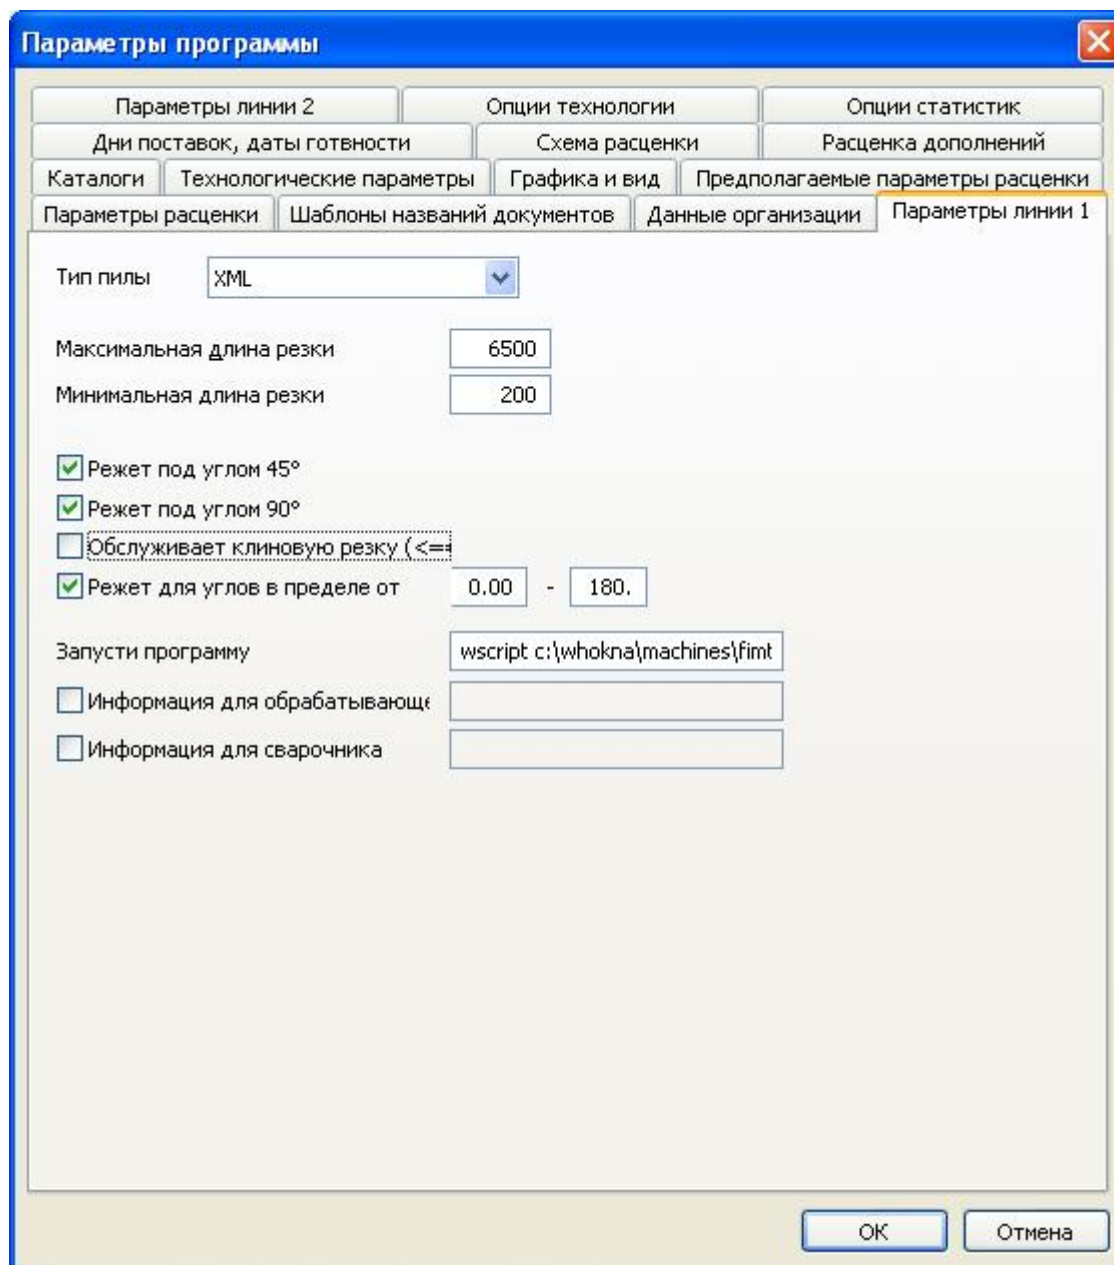 Параметры программы
Параметры линии 2 Опции технологии Опции статистик
Дни поставок, даты готвности Схема расценки Расценка дополнений
Каталоги Технологические параметры Графика и вид Предполагаемые параметры расценки
Параметры расценки Шаблоны названий документов Данные организации Параметры линии 1
Тип пилы XML
Максимальная длина резки 6500
Минимальная длина резки 200
Режет под углом 45°
Режет под углом 90°
Обслуживает клиновую резку (<==
Режет для углов в пределе от 0.00 - 180.
Запусти программу wscript c:\whokna\machines\fimt
Информация для обрабатывающе
Информация для сварочника
OK Отмена